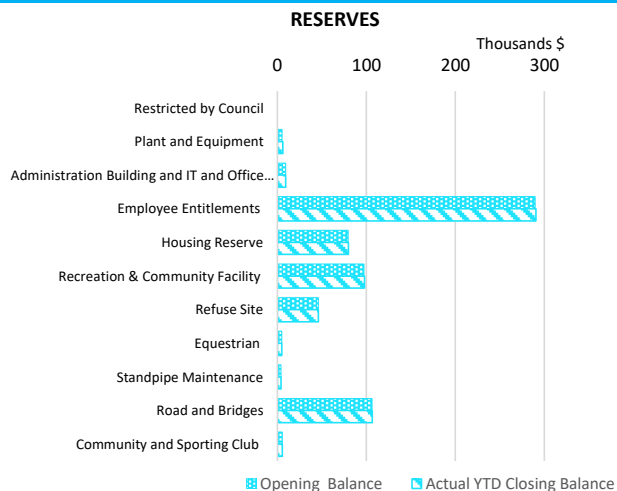 RESERVES
Thousands $
0 100 200 300
Restricted by Council
Plant and Equipment
Administration Building and IT and Office...
Employee Entitlements
Housing Reserve
Recreation & Community Facility
Refuse Site
Equestrian
Standpipe Maintenance
Road and Bridges
Community and Sporting Club
Opening Balance Actual YTD Closing Balance